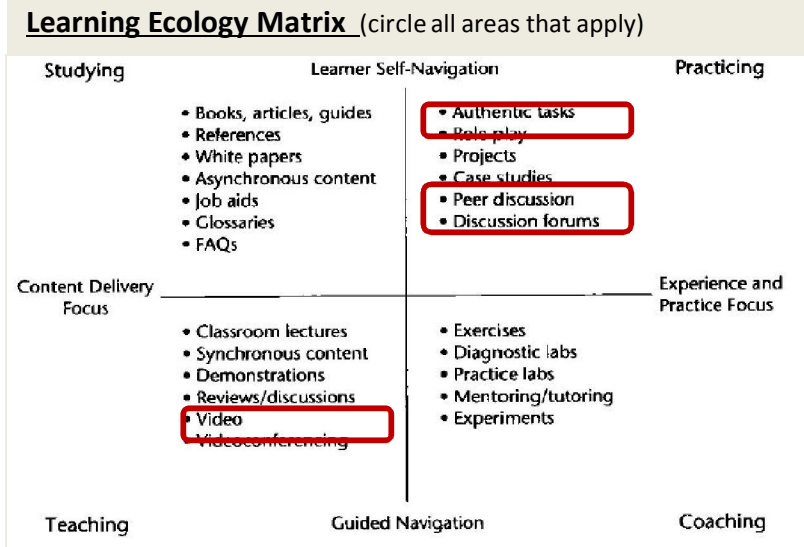 Learning Ecology Matrix (circle all areas that apply)
Studying
Learner Self-Navigation
Practicing
• Books, articles, guides
• References
• White papers
• Asynchronous content
• Job aids
• Glossaries
• FAQs
• Authentic tasks
• Role play
• Projects
• Case studies
• Peer discussion
• Discussion forums
Content Delivery
Focus
Experience and
Practice Focus
• Classroom lectures
• Synchronous content
• Demonstrations
• Reviews/discussions
• Video
• Videoconferencing
• Exercises
• Diagnostic labs
• Practice labs
• Mentoring/tutoring
• Experiments
Teaching
Guided Navigation
Coaching